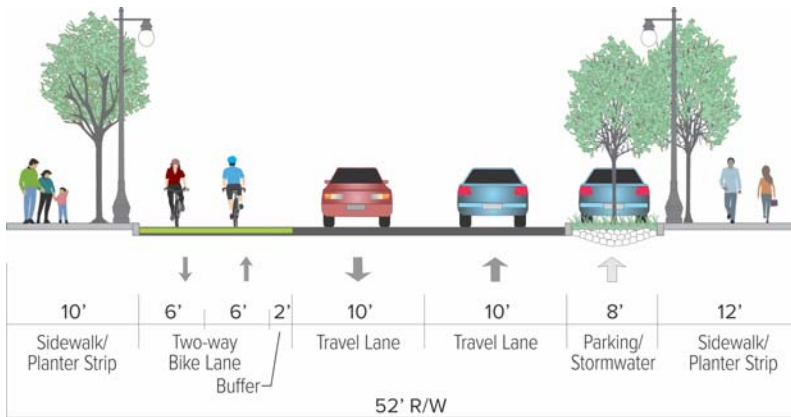 10’ 6’ 6’ 2’ 10’ 10’ 8’ 12’
Sidewalk/
Planter Strip
Two-way
Bike Lane
Buffer
Travel Lane
Travel Lane
Parking/
Stormwater
Sidewalk/
Planter Strip
52’ R/W